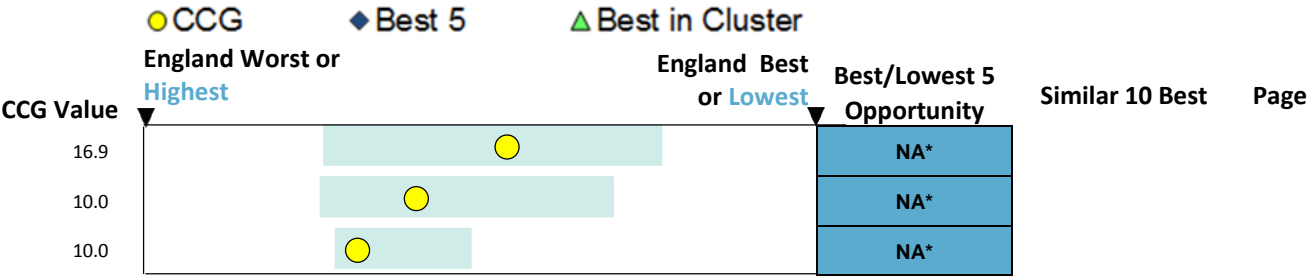 CCG Best 5 Best in Cluster
England Worst or
Highest
England Best
or Lowest
Best/Lowest 5
Opportunity
CCG Value
Similar 10 Best
Page
16.9 NA*
10.0 NA*
10.0 NA*